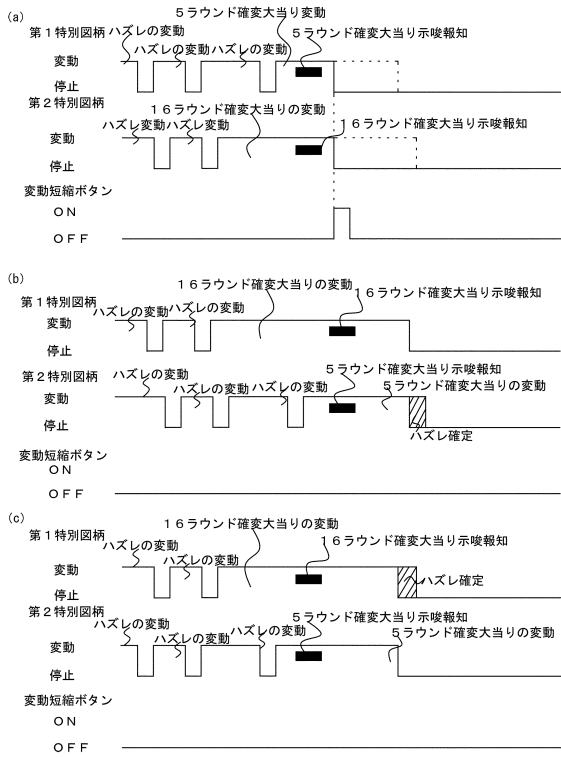 (a)
５ラウンド確変大当り変動
ハズレの変動
５ラウンド確変大当り示唆報知
第１特別図柄
ハズレの変動
ハズレの変動
変動
停止
第２特別図柄
１６ラウンド確変大当りの変動
ハズレ変動
ハズレ変動
１６ラウンド確変大当り示唆報知
変動
停止
変動短縮ボタン
ＯＮ
ＯＦＦ
(b)
１６ラウンド確変大当りの変動
１６ラウンド確変大当り示唆報知
第１特別図柄
ハズレの変動
ハズレの変動
変動
停止
第２特別図柄
ハズレの変動
５ラウンド確変大当り示唆報知
ハズレの変動
ハズレの変動
５ラウンド確変大当りの変動
変動
停止
ハズレ確定
変動短縮ボタン
ＯＮ
ＯＦＦ
(c)
１６ラウンド確変大当りの変動
第１特別図柄
１６ラウンド確変大当り示唆報知
ハズレの変動
ハズレの変動
変動
ハズレ確定
停止
第２特別図柄
５ラウンド確変大当り示唆報知
ハズレの変動
ハズレの変動
ハズレの変動
５ラウンド確変大当りの変動
変動
停止
変動短縮ボタン
ＯＮ
ＯＦＦ